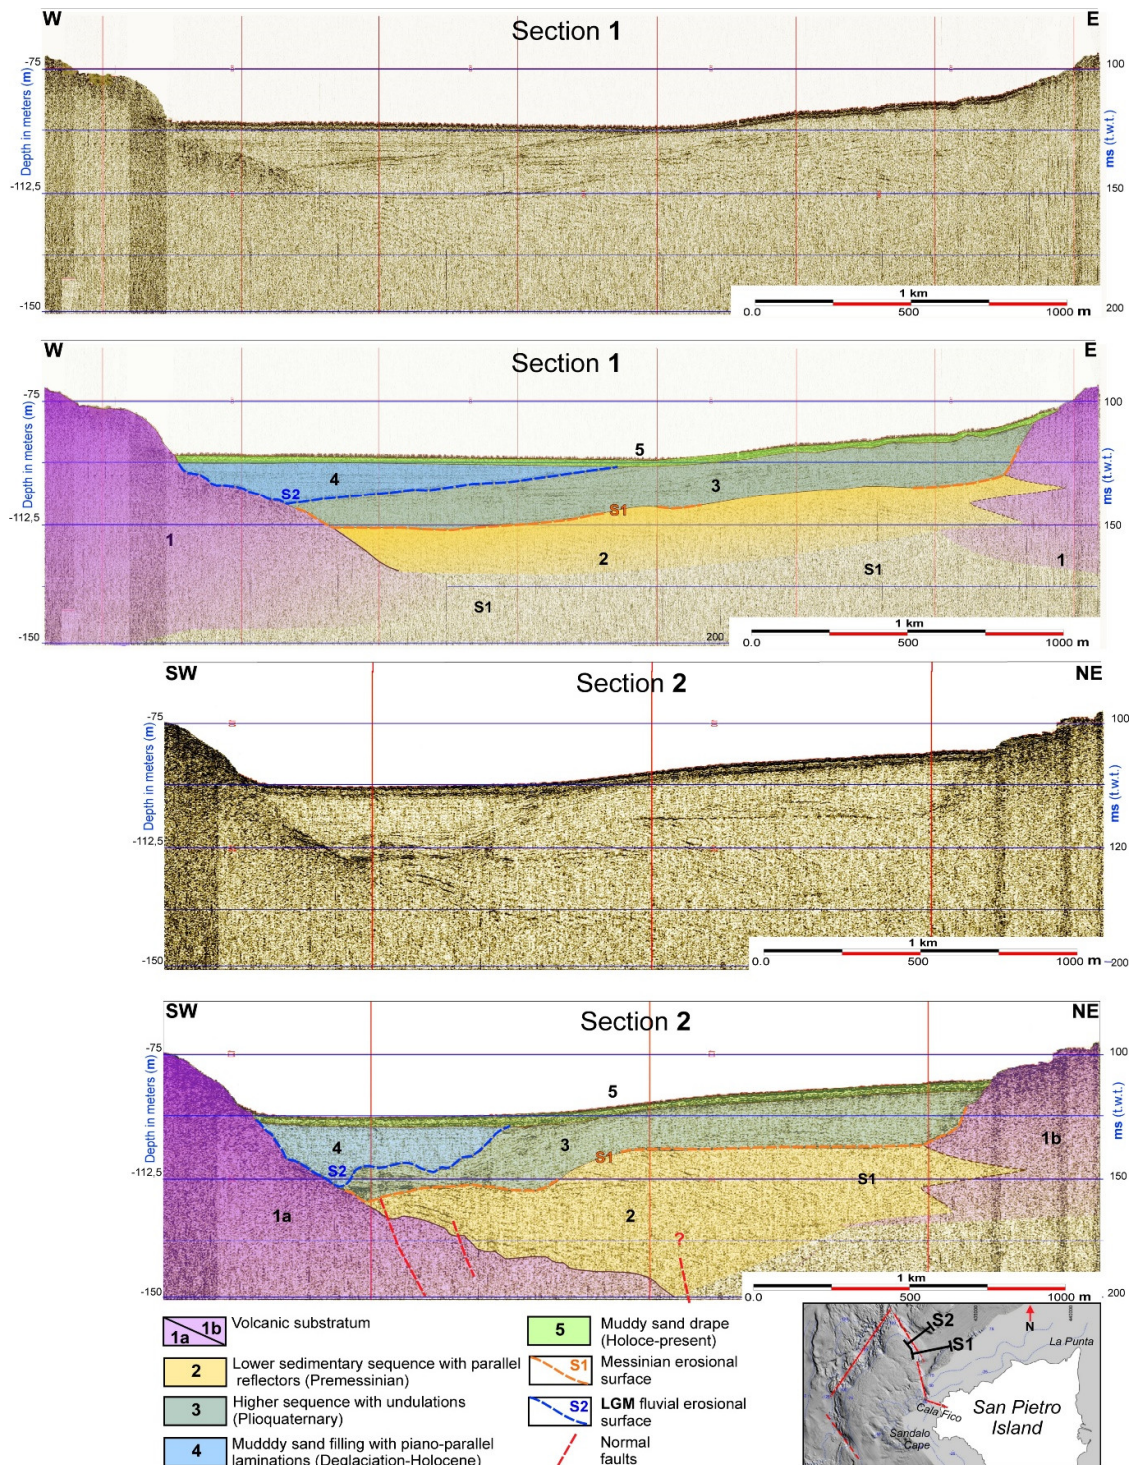 W
Section 1
E
-75
100
Depth in meters (m)
ms (t.w.t.)
-112,5
150
-150
1 km
0.0 500 1000 m
200
W
Section 1
E
-75
100
Depth in meters (m)
ms (t.w.t.)
5
4
3
S2
S1
-112,5
150
1
2
1
S1
S1
-150
200
1 km
0.0 500 1000 m
SW
Section 2
NE
-75
100
Depth in meters (m)
ms (t.w.t.)
-112,5
120
-150
1 km
0.0 500 1000 m
-200
SW
Section 2
NE
-75
100
Depth in meters (m)
ms (t.w.t.)
5
4
3
1b
S1
S2
S1
-112,5
150
1a
2
?
-150
1 km
0.0 500 1000 m
200
1a 1b Volcanic substratum
2 Lower sedimentary sequence with parallel
reflectors (Premessinian)
3 Higher sequence with undulations
(Plioquaternary)
4 Mudddy sand filling with piano-parallel
laminations (Deglaciation-Holocene)
5 Muddy sand drape
(Holoce-present)
S1 Messinian erosional
surface
S2 LGM fluvial erosional
surface
Normal
faults
S2
S1
N
La Punta
Cala Fico
San Pietro
Island
Sandalo
Cape